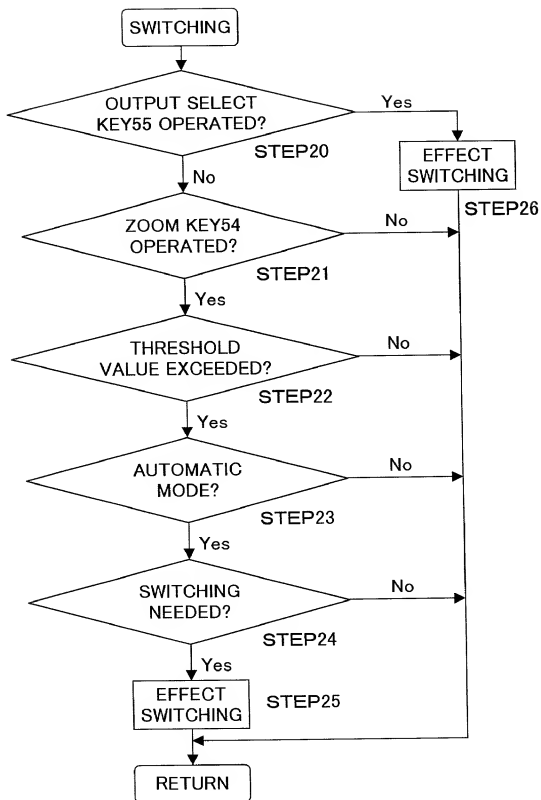 SWITCHING
OUTPUT SELECT
KEY55 OPERATED?
Yes
STEP20
EFFECT
SWITCHING
STEP26
No
ZOOM KEY54
OPERATED?
No
STEP21
Yes
THRESHOLD
VALUE EXCEEDED?
No
STEP22
Yes
AUTOMATIC
MODE?
No
STEP23
Yes
SWITCHING
NEEDED?
No
STEP24
Yes
EFFECT
SWITCHING
STEP25
RETURN